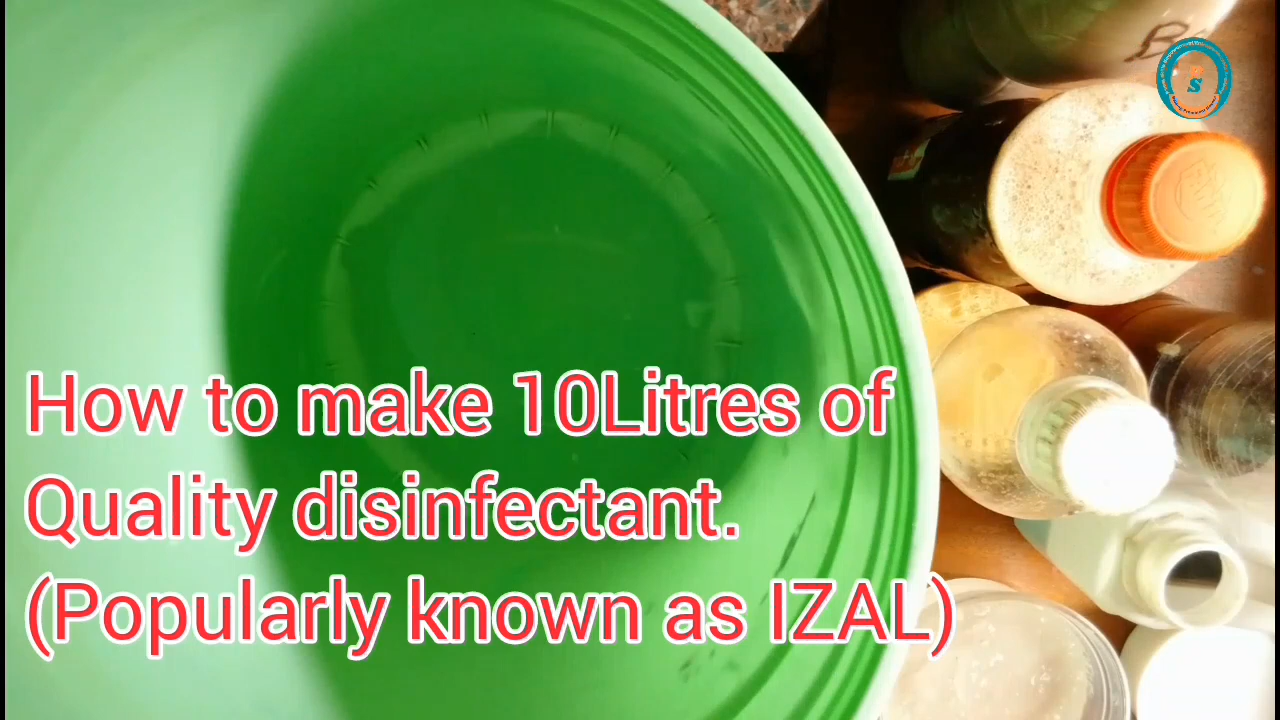 How to make 10Litres of
Quality disinfectant.
(Popularly known as IZAL)
S